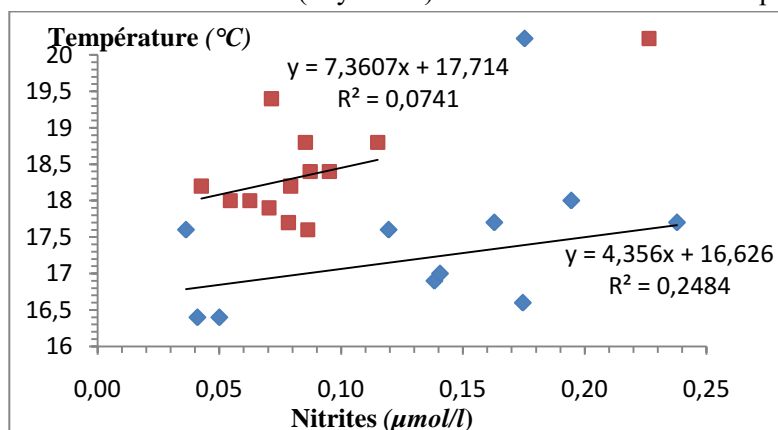 Température (°C)
20
19,5
19
18,5
18
17,5
17
16,5
16
y = 7,3607x + 17,714
R² = 0,0741
y = 4,356x + 16,626
R² = 0,2484
0,00 0,05 0,10 0,15 0,20 0,25
Nitrites (µmol/l)